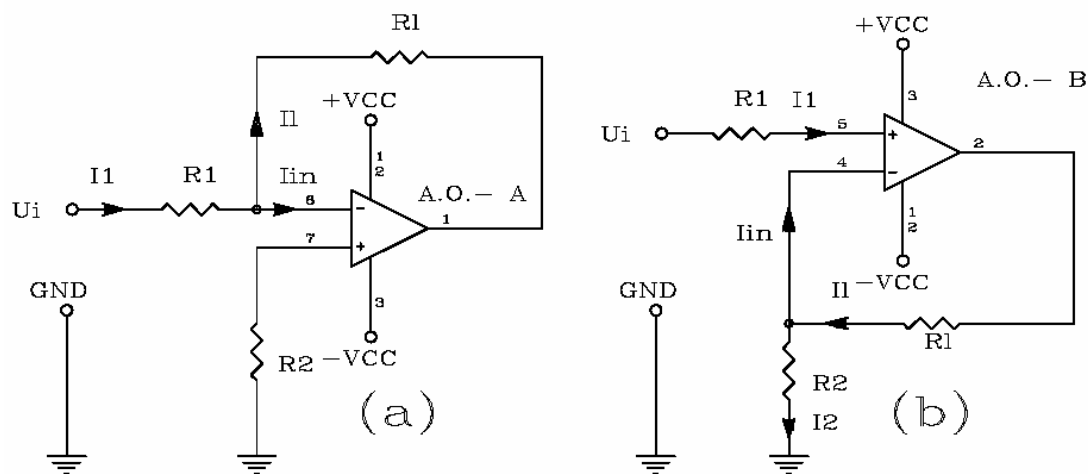 Rl
+VCC
Il
1
2
I1
R1
Iin
A.O.- A
Ui
6
-
1
7
+
GND
3
R2
-VCC
(a)
+VCC
A.O.- B
R1
I1
3
Ui
5
+
2
4
-
Iin
1
2
GND
Il
-VCC
Rl
R2
I2
(b)